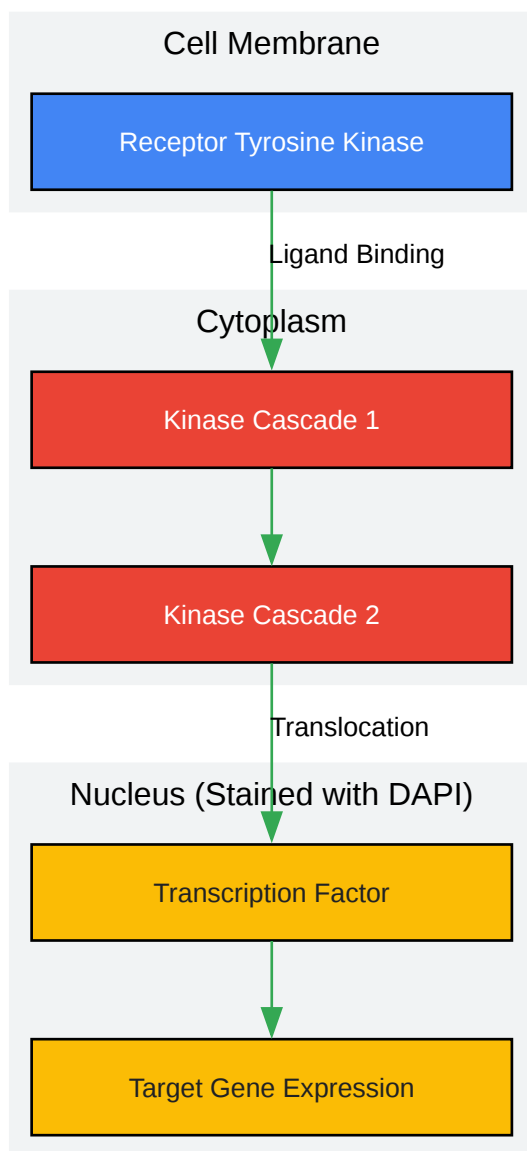 Cell Membrane
Receptor Tyrosine Kinase
Ligand Binding
Cytoplasm
Kinase Cascade 1
Kinase Cascade 2
Translocation
Nucleus (Stained with DAPI)
Transcription Factor
Target Gene Expression